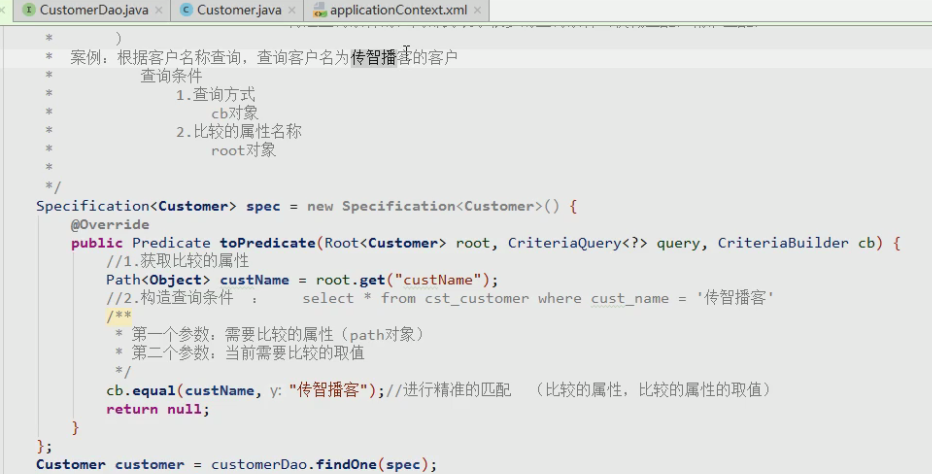 CustomerDao.java × Customer.java × applicationContext.xml ×
* )
* 案例：根据客户名称查询，查询客户名为传智播客的客户
* 查询条件
* 1.查询方式
* cb对象
* 2.比较的属性名称
* root对象
*
*/
Specification<Customer> spec = new Specification<Customer>() {
@Override
public Predicate toPredicate(Root<Customer> root, CriteriaQuery<?> query, CriteriaBuilder cb) {
//1.获取比较的属性
Path<Object> custName = root.get("custName");
//2.构造查询条件 ： select * from cst_customer where cust_name = '传智播客'
/**
* 第一个参数：需要比较的属性（path对象）
* 第二个参数：当前需要比较的取值
*/
cb.equal(custName, y: "传智播客");//进行精准的匹配 （比较的属性，比较的属性的取值）
return null;
}
};
Customer customer = customerDao.findOne(spec);